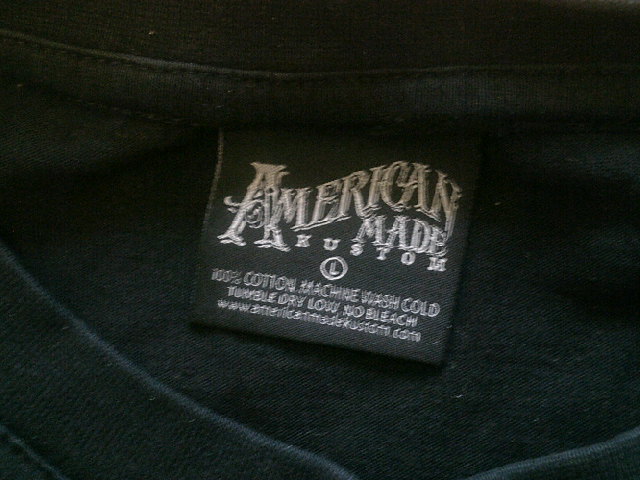 AMERICAN
MADE
KUSTOM
L
100% COTTON, MACHINE WASH COLD
TUMBLE DRY LOW, NO BLEACH
www.americanmadekustom.com